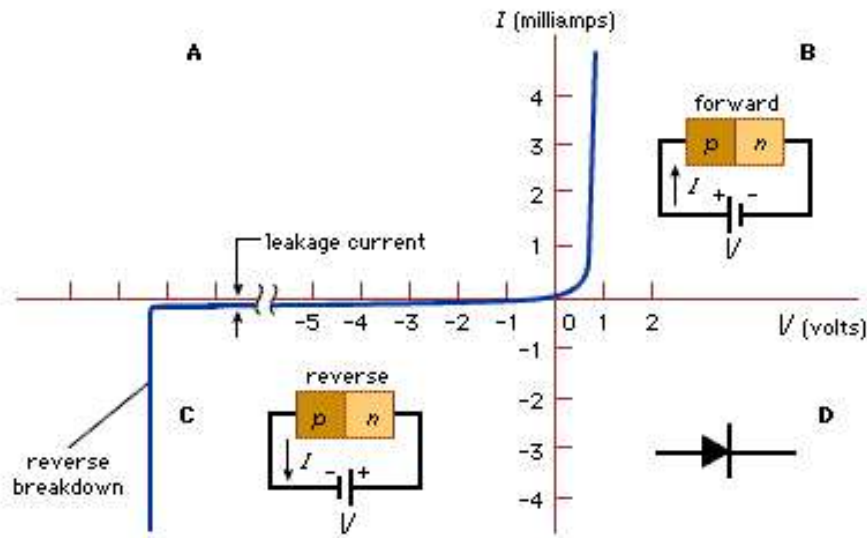 I (milliamps)
A
B
4
3
2
1
forward
p n
I
+ -
V
leakage current
-5 -4 -3 -2 -1 0 1 2
V (volts)
-1
-2
-3
-4
reverse
p n
C
I
- +
V
D
reverse
breakdown